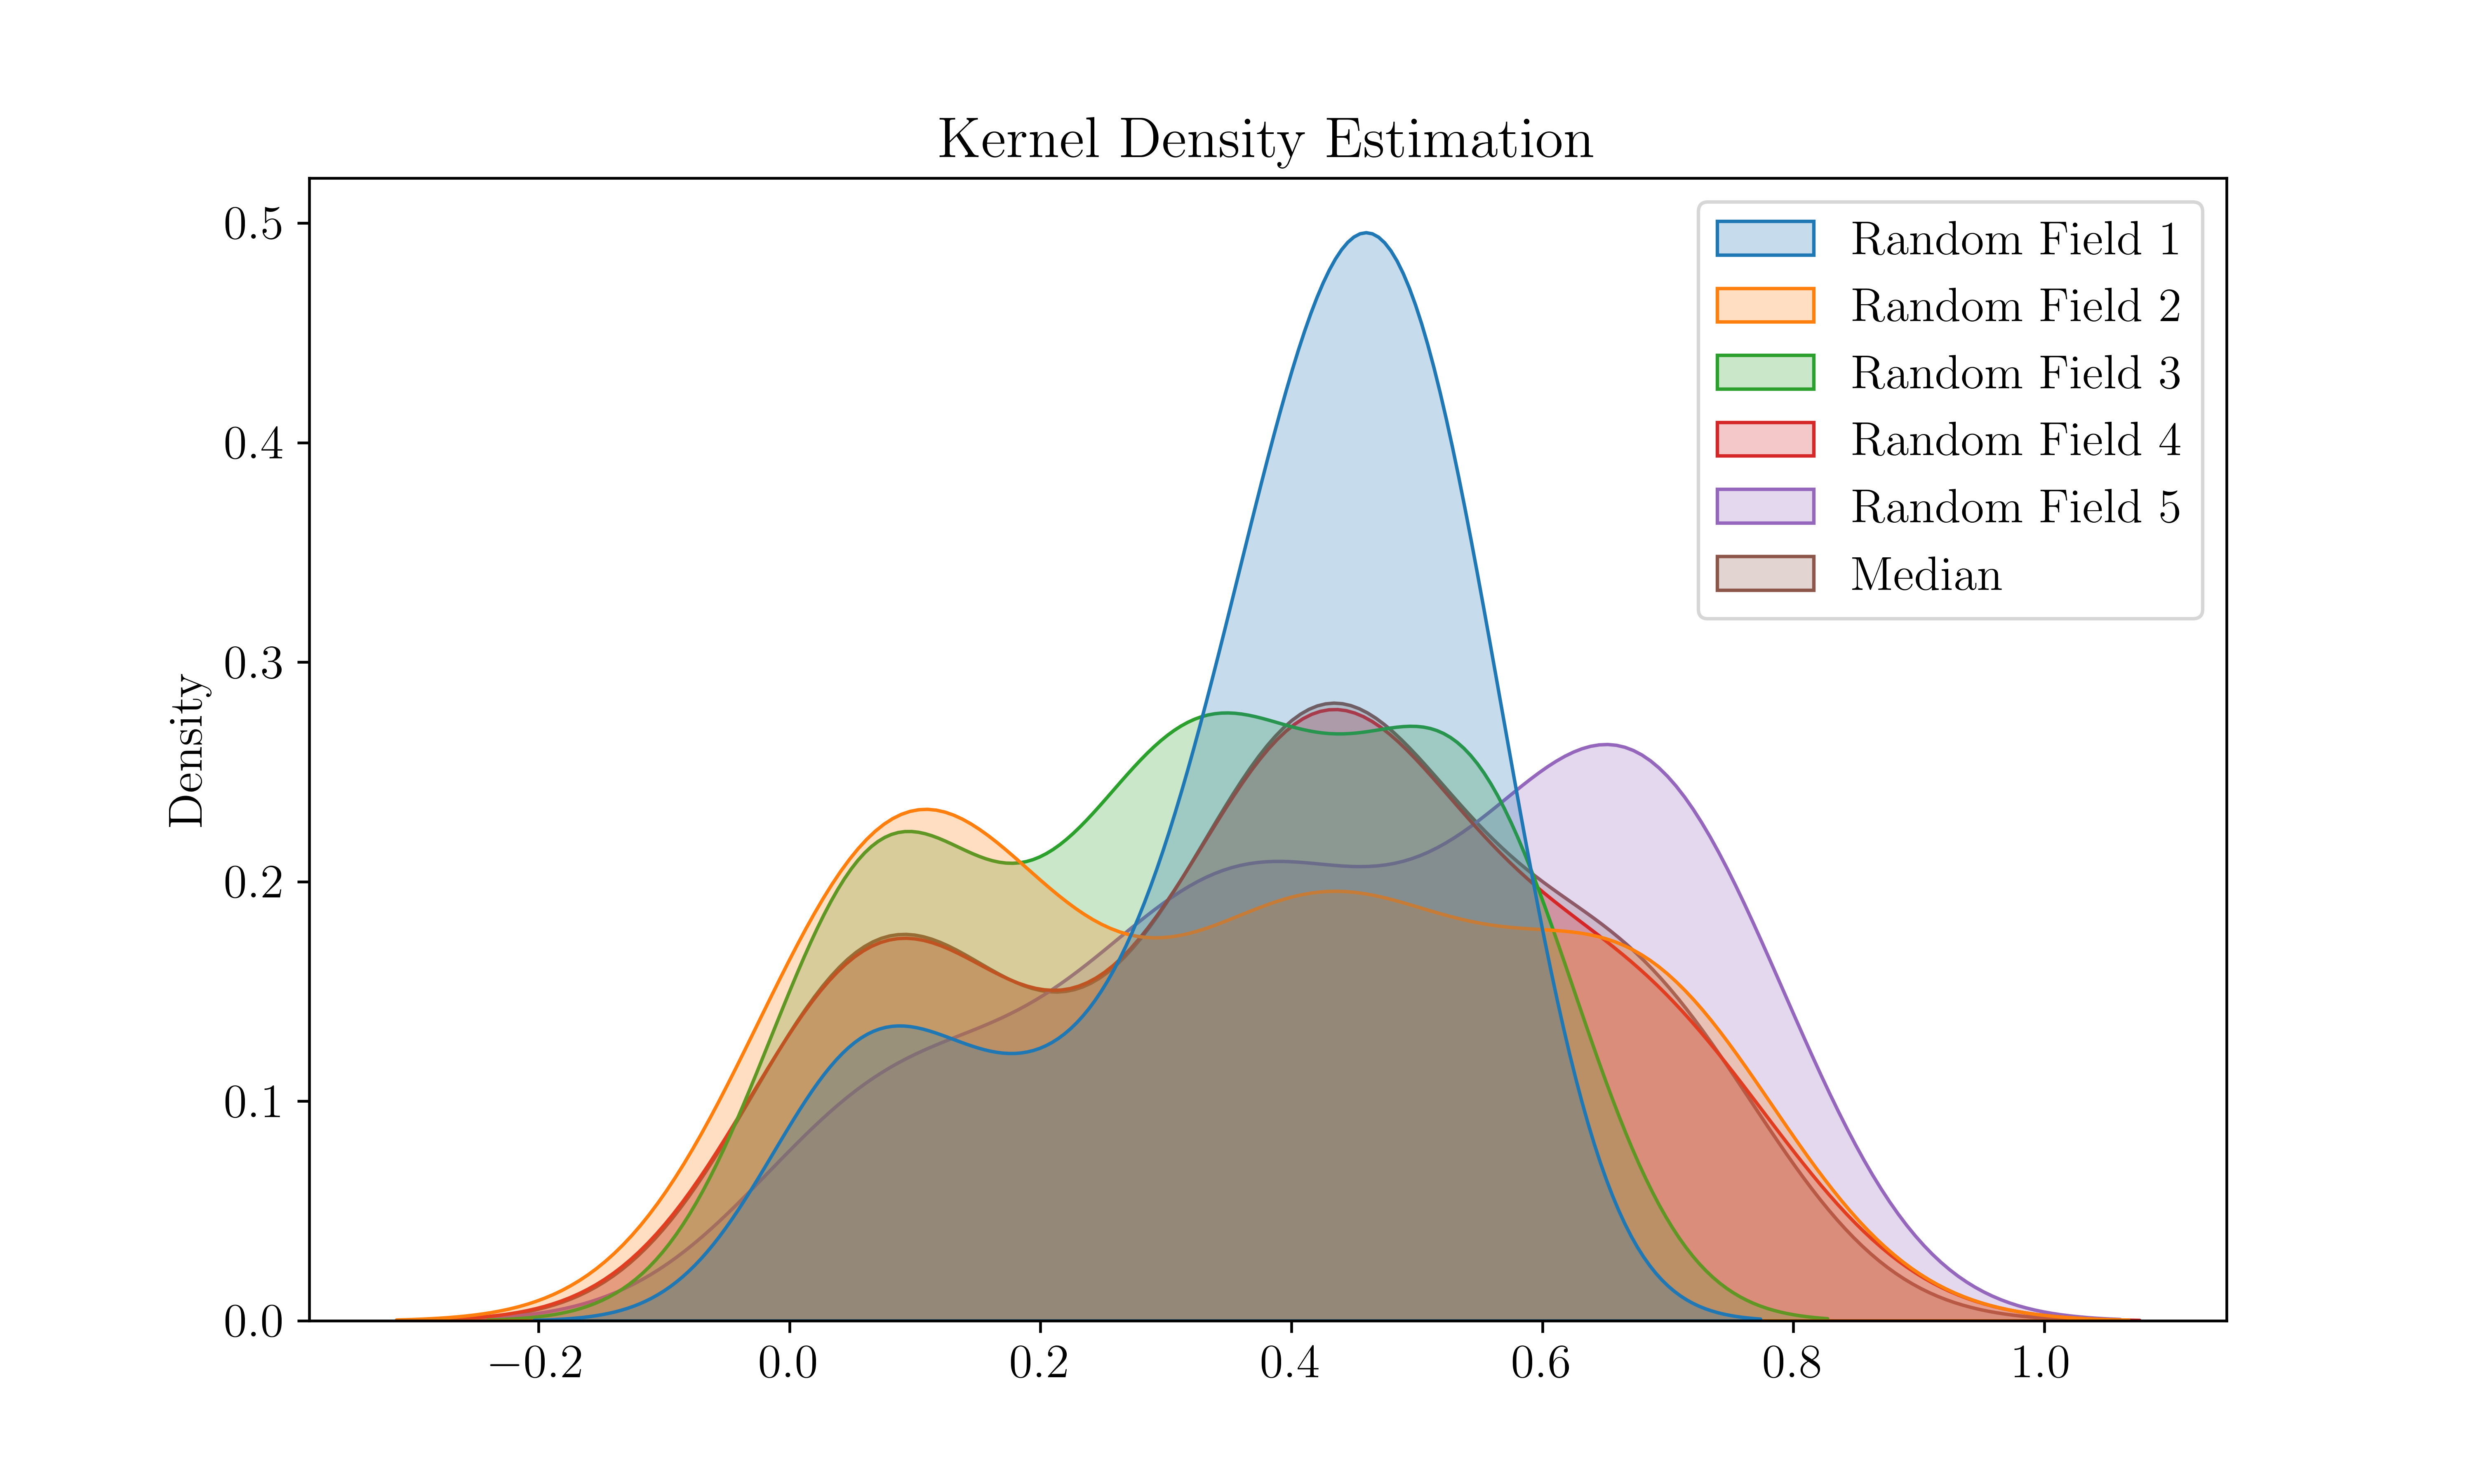 Kernel Density Estimation
0.5
0.4
0.3
0.2
0.1
0.0
Density
−0.2
0.0
0.2
0.4
0.6
0.8
1.0
Random Field 1
Random Field 2
Random Field 3
Random Field 4
Random Field 5
Median